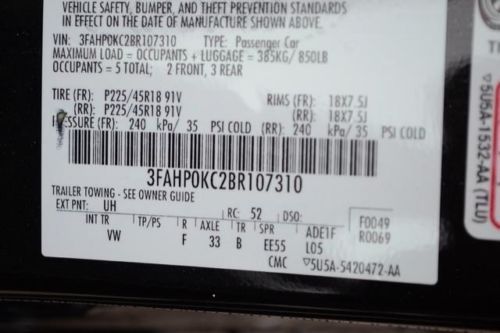 VEHICLE SAFETY, BUMPER, AND THEFT PREVENTION STANDARDS
IN EFFECT ON THE DATE OF MANUFACTURE SHOWN ABOVE.
VIN: 3FAHP0KC2BR107310 TYPE: Passenger Car
MAXIMUM LOAD = OCCUPANTS + LUGGAGE = 385KG/ 850LB
OCCUPANTS = 5 TOTAL; 2 FRONT, 3 REAR
TIRE (FR): P225/45R18 91V RIMS (FR): 18X7.5J
(RR): P225/45R18 91V (RR): 18X7.5J
PRESSURE (FR): 240 kPa/ 35 PSI COLD (RR): 240 kPa/ 35 PSI COLD
3FAHP0KC2BR107310
TRAILER TOWING - SEE OWNER GUIDE
EXT PNT: UH RC: 52 DSO: F0049
INT TR TP/PS R AXLE TR SPR ADE1F R0069
VW F 33 B EE55 L05
CMC 5U5A-5420472-AA
5U5A-1532-AA (TLU)